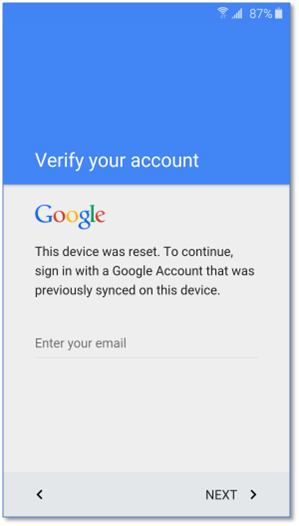 87%
Verify your account
Google
This device was reset. To continue,
sign in with a Google Account that was
previously synced on this device.
Enter your email
NEXT